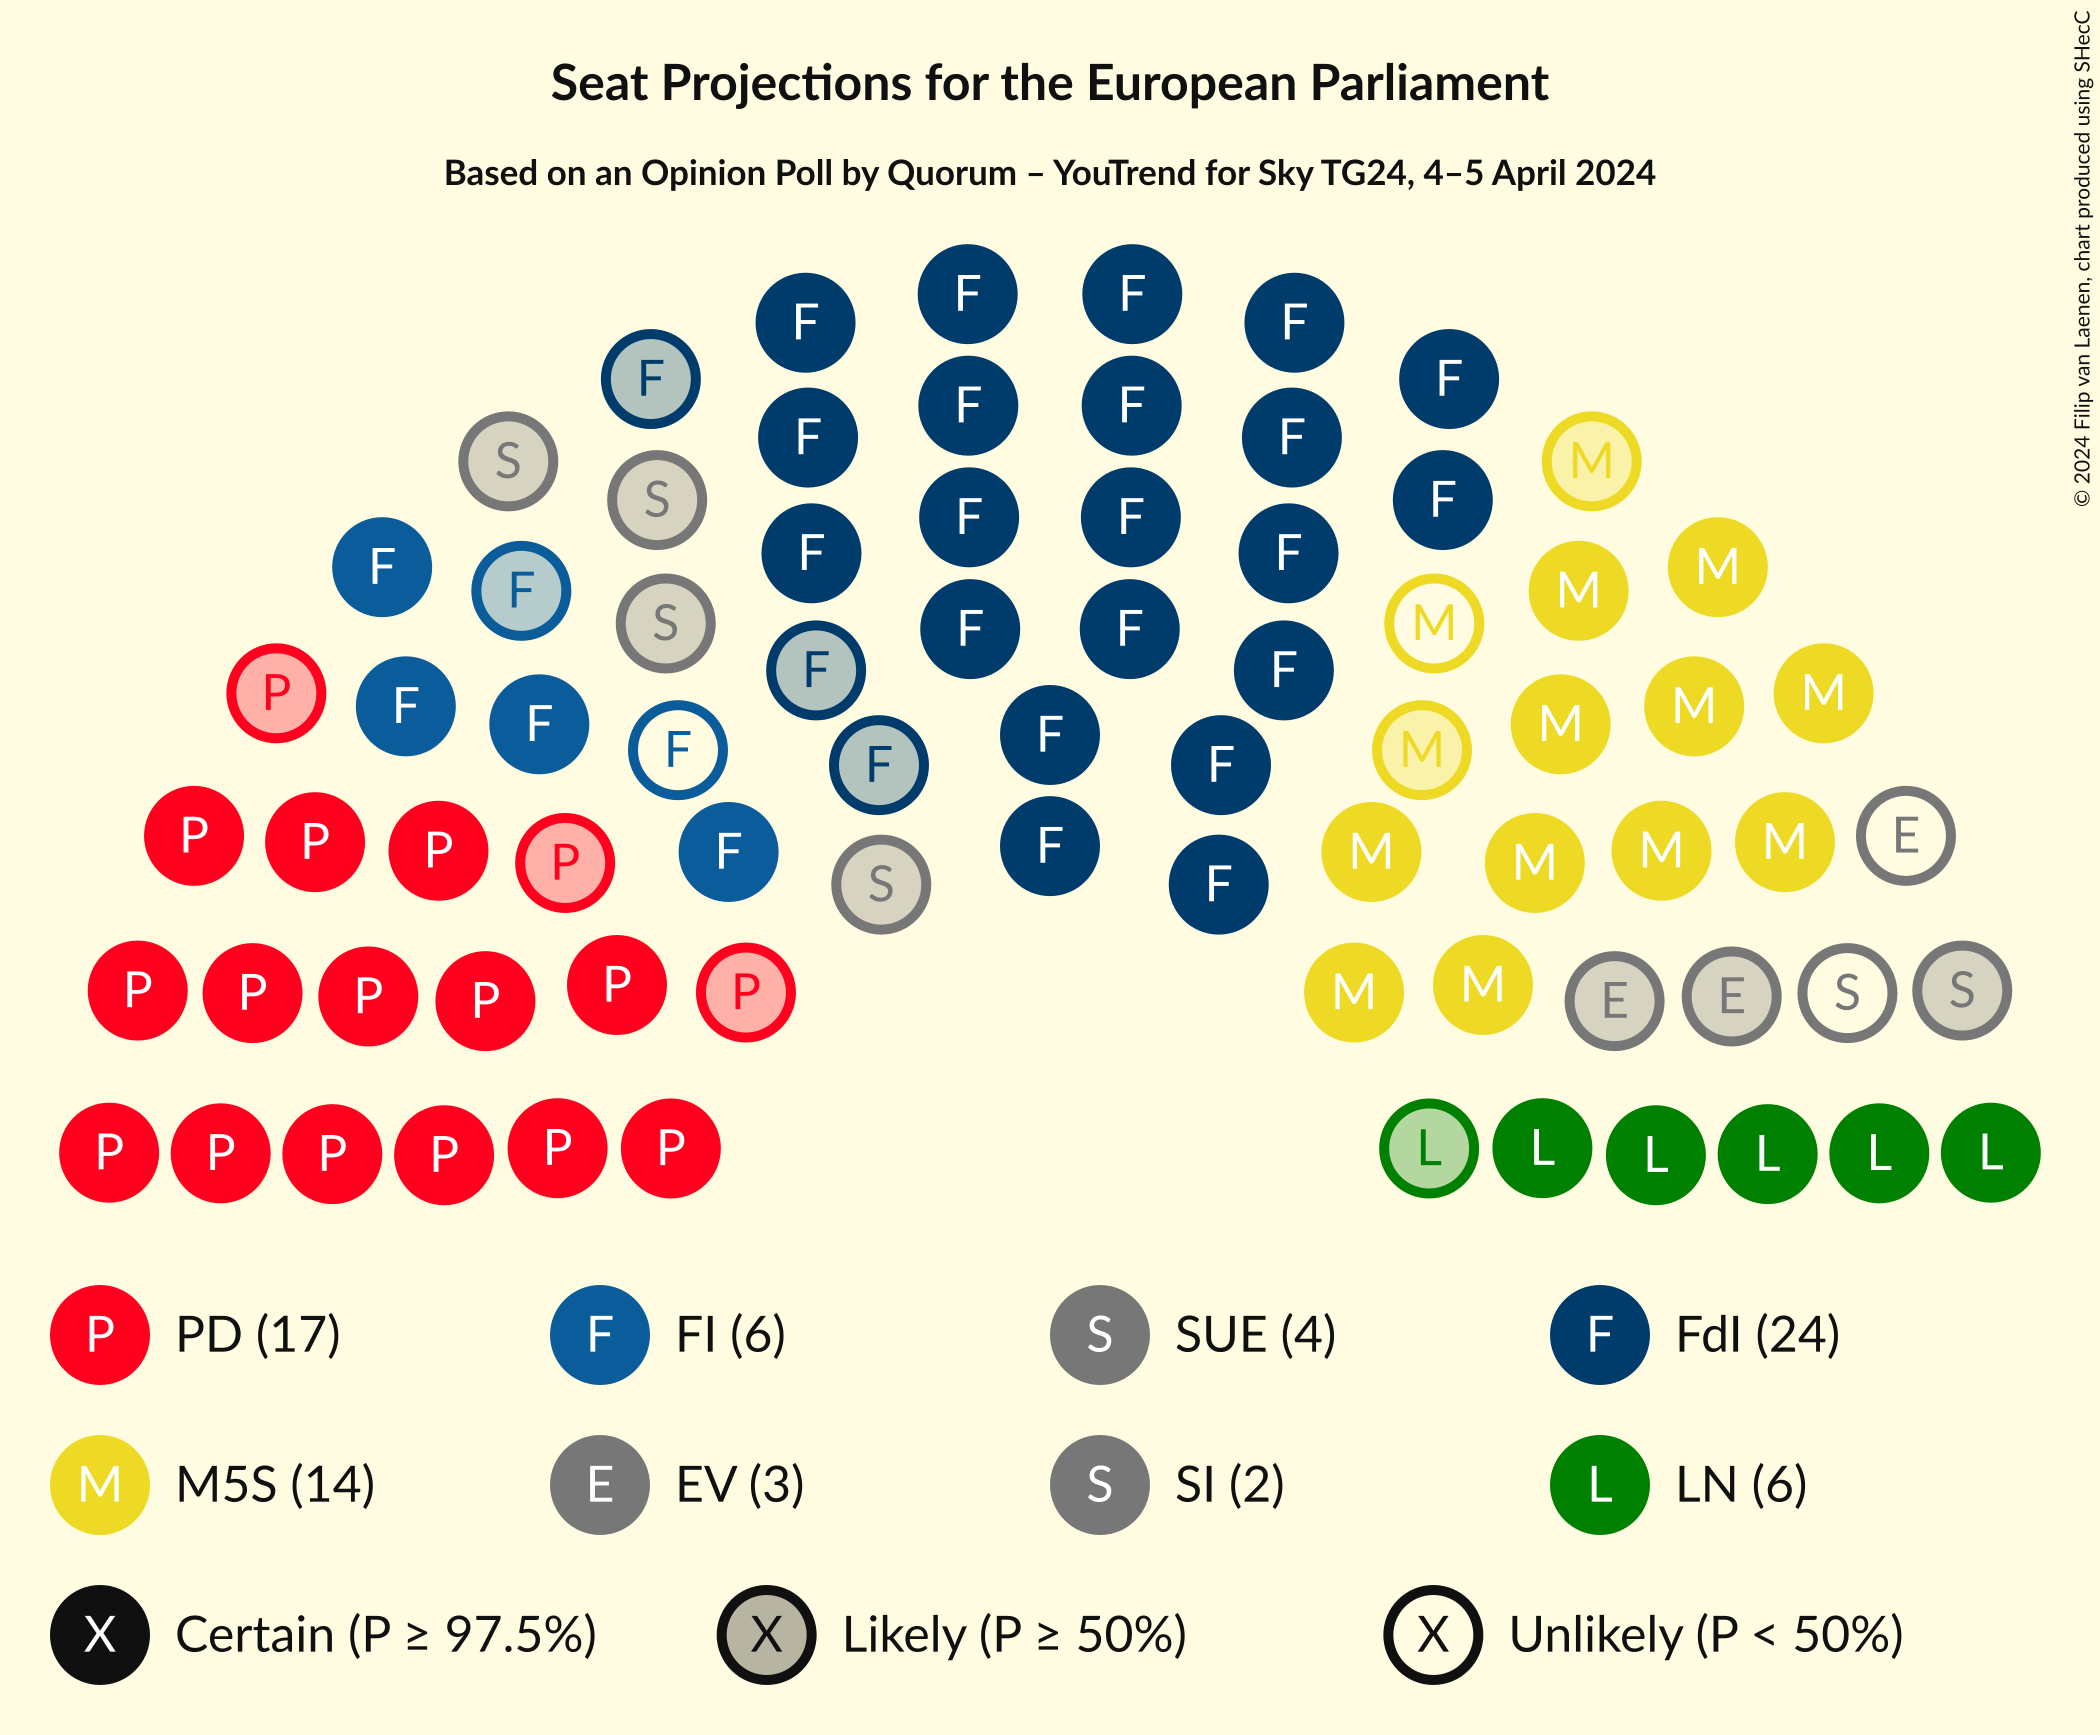 Seat Projections for the European Parliament
Based on an Opinion Poll by Quorum – YouTrend for Sky TG24, 4–5 April 2024
© 2024 Filip van Laenen, chart produced using SHecC
F F
F F
F F F F
F F F
S M
F F F F
S F
F F
F M
F F
F M
S M
F F
P F M
F F M M
F F M M
F
F F
P P P P F M M M M E
F
S F
P P P P P P M M E E S S
P P P P P P L L L L L L
P PD (17) F FI (6) S SUE (4) F FdI (24)
M M5S (14) E EV (3) S SI (2) L LN (6)
X Certain (P ≥ 97.5%) X Likely (P ≥ 50%) X Unlikely (P < 50%)